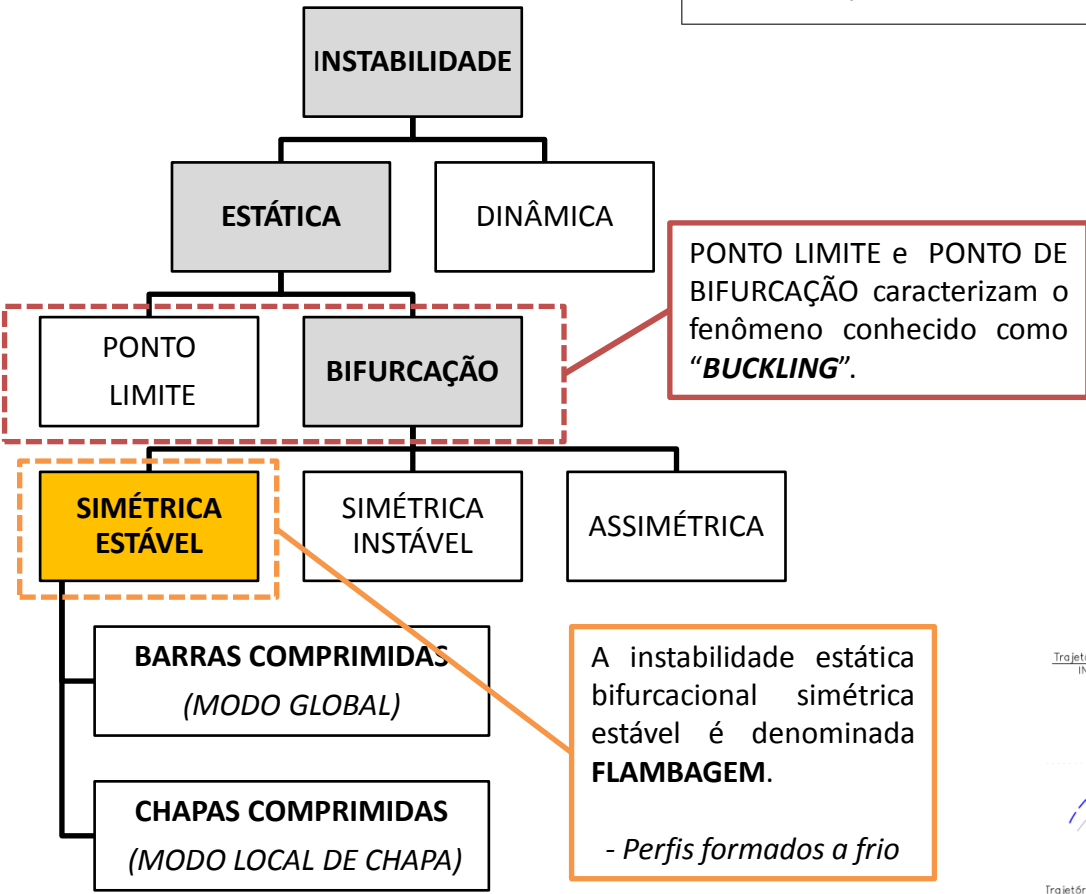 INSTABILIDADE
ESTÁTICA
DINÂMICA
PONTO LIMITE e PONTO DE
BIFURCAÇÃO caracterizam o
fenômeno conhecido como
“BUCKLING”.
PONTO
LIMITE
BIFURCAÇÃO
SIMÉTRICA
ESTÁVEL
SIMÉTRICA
INSTÁVEL
ASSIMÉTRICA
BARRAS COMPRIMIDAS
(MODO GLOBAL)
A instabilidade estática
bifurcacional simétrica
estável é denominada
FLAMBAGEM.
- Perfis formados a frio
CHAPAS COMPRIMIDAS
(MODO LOCAL DE CHAPA)